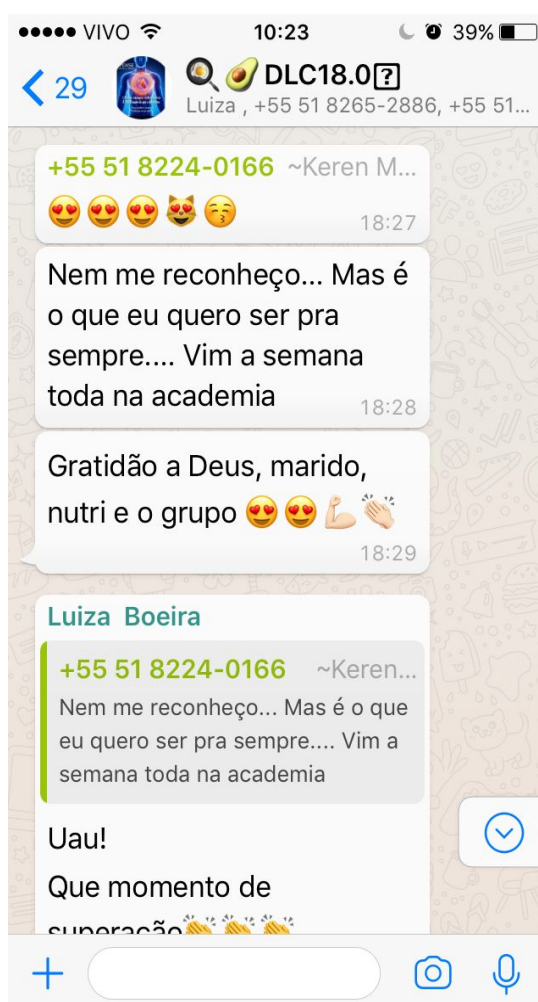 VIVO 10:23 39%
29 🍳🥑DLC18.0?
Luiza , +55 51 8265-2886, +55 51...
+55 51 8224-0166 ~Keren M...
😍😍😍😻😚
18:27
Nem me reconheço... Mas é
o que eu quero ser pra
sempre.... Vim a semana
toda na academia
18:28
Gratidão a Deus, marido,
nutri e o grupo 😍😍💪🏻👏🏻
18:29
Luiza Boeira
+55 51 8224-0166 ~Keren...
Nem me reconheço... Mas é o que
eu quero ser pra sempre.... Vim a
semana toda na academia
Uau!
Que momento de
superação👏👏👏